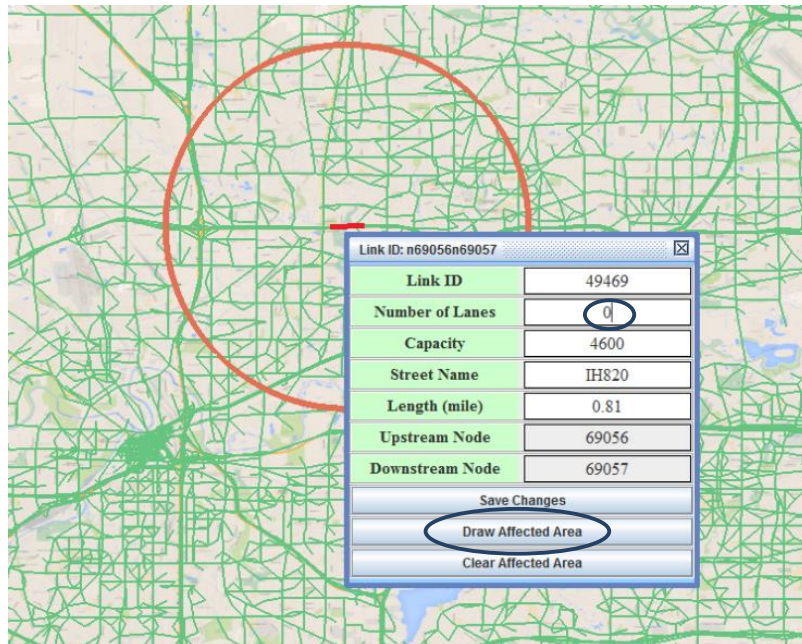 Link ID: n69056n69057
Link ID 49469
Number of Lanes 0
Capacity 4600
Street Name IH820
Length (mile) 0.81
Upstream Node 69056
Downstream Node 69057
Save Changes
Draw Affected Area
Clear Affected Area